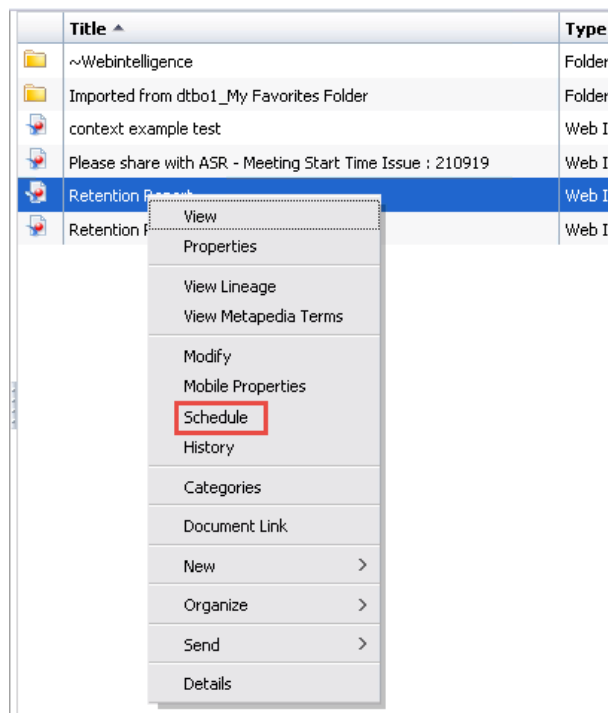 Title Type
~Webintelligence Folder
Imported from dtbo1_My Favorites Folder Folder
context example test Web I
Please share with ASR - Meeting Start Time Issue : 210919 Web I
Retention Report Web I
Retention Web I
View
Properties
View Lineage
View Metapedia Terms
Modify
Mobile Properties
Schedule
History
Categories
Document Link
New
Organize
Send
Details